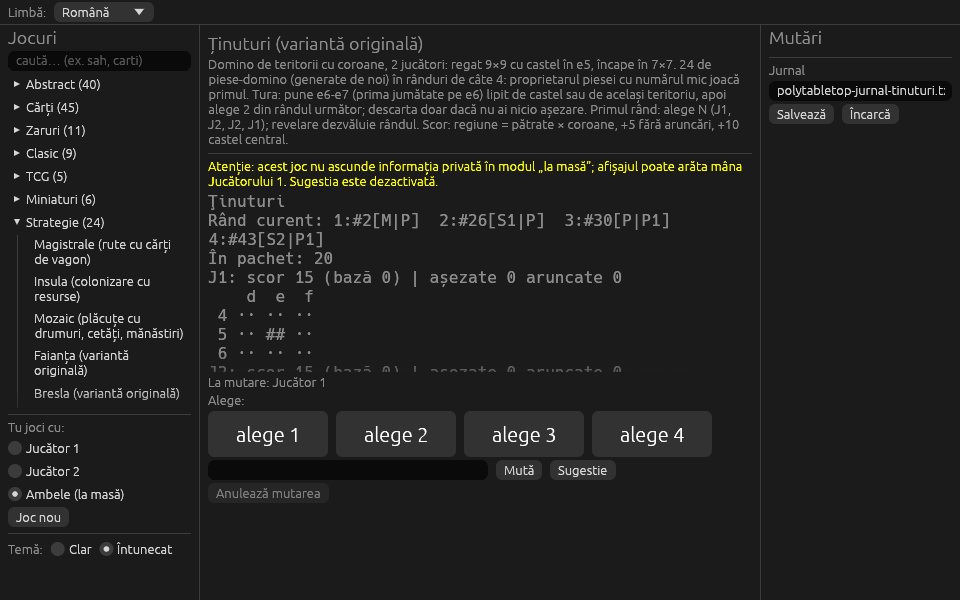 Limbă: Română
Jocuri
caută... (ex. sah, carti)
Abstract (40)
Cărți (45)
Zaruri (11)
Clasic (9)
TCG (5)
Miniaturi (6)
Strategie (24)
Magistrale (rute cu cărți
de vagon)
Insula (colonizare cu
resurse)
Mozaic (plăcuțe cu
drumuri, cetăți, mănăstiri)
Faianța (variantă
originală)
Bresla (variantă originală)
Tu joci cu:
Jucător 1
Jucător 2
Ambele (la masă)
Joc nou
Temă: Clar Întunecat
Ținuturi (variantă originală)
Domino de teritorii cu coroane, 2 jucători: regat 9×9 cu castel în e5, încape în 7×7. 24 de
piese-domino (generate de noi) în rânduri de câte 4: proprietarul piesei cu numărul mic joacă
primul. Tura: pune e6-e7 (prima jumătate pe e6) lipit de castel sau de același teritoriu, apoi
alege 2 din rândul următor; descarta doar dacă nu ai nicio așezare. Primul rând: alege N (J1,
J2, J2, J1); revelare dezvăluie rândul. Scor: regiune = pătrate × coroane, +5 fără aruncări, +10
castel central.
Atenție: acest joc nu ascunde informația privată în modul „la masă”; afișajul poate arăta mâna
Jucătorului 1. Sugestia este dezactivată.
Ținuturi
Rând curent: 1:#2[M|P]  2:#26[S1|P]  3:#30[P|P1]
4:#43[S2|P1]
În pachet: 20
J1: scor 15 (bază 0) | așezate 0 aruncate 0
d  e  f
4 ·· ·· ··
5 ·· ## ··
6 ·· ·· ··
J2: scor 15 (bază 0) | așezate 0 aruncate 0
La mutare: Jucător 1
Alege:
alege 1 alege 2 alege 3 alege 4
Mută Sugestie
Anulează mutarea
Mutări
Jurnal
polytabletop-jurnal-tinuturi.t
Salvează Încarcă